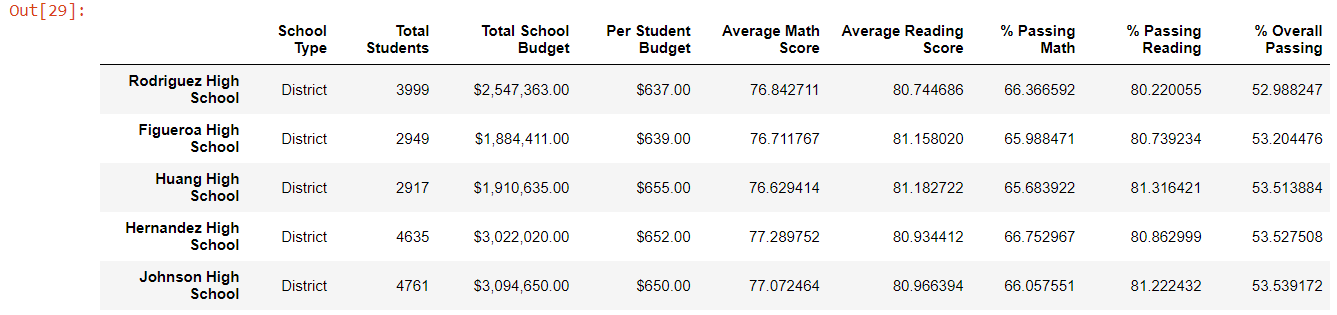 Out[29]:
School Type Total Students Total School Budget Per Student Budget Average Math Score Average Reading Score % Passing Math % Passing Reading % Overall Passing
Rodriguez High School District 3999 $2,547,363.00 $637.00 76.842711 80.744686 66.366592 80.220055 52.988247
Figueroa High School District 2949 $1,884,411.00 $639.00 76.711767 81.158020 65.988471 80.739234 53.204476
Huang High School District 2917 $1,910,635.00 $655.00 76.629414 81.182722 65.683922 81.316421 53.513884
Hernandez High School District 4635 $3,022,020.00 $652.00 77.289752 80.934412 66.752967 80.862999 53.527508
Johnson High School District 4761 $3,094,650.00 $650.00 77.072464 80.966394 66.057551 81.222432 53.539172